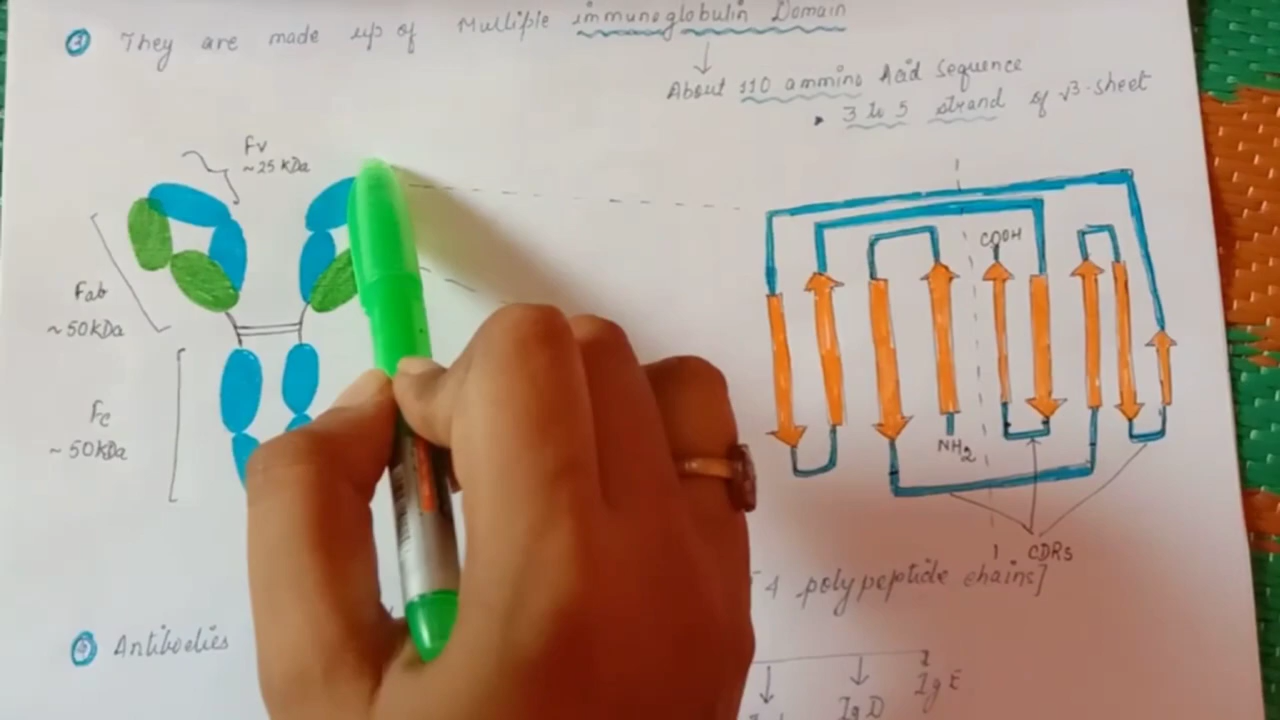 ② They are made up of Multiple immunoglobulin Domain
About 110 ammino Acid sequence
• 3 to 5 strand of β-sheet
Fv
~25 kDa
Fab
~50kDa
Fc
~50kDa
COOH
NH2
CDRs
4 polypeptide chains]
Antibodies
IgD
IgE